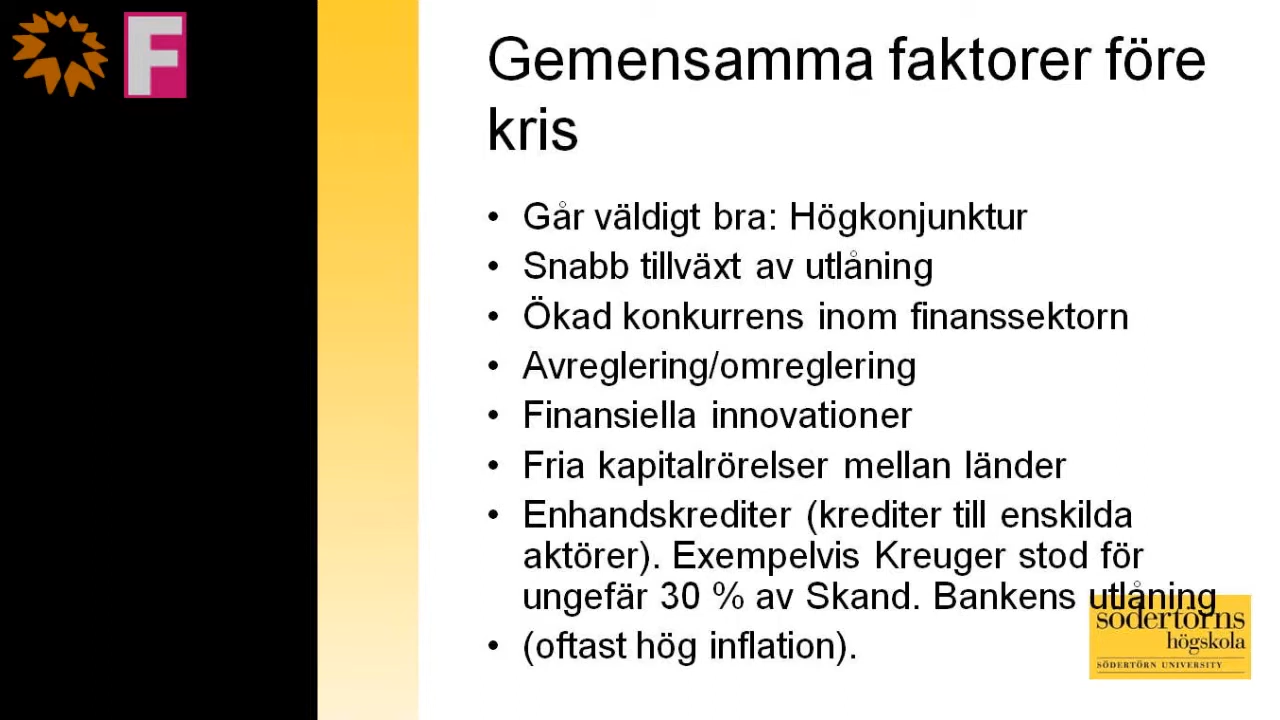 F
Gemensamma faktorer före
kris
• Går väldigt bra: Högkonjunktur
• Snabb tillväxt av utlåning
• Ökad konkurrens inom finanssektorn
• Avreglering/omreglering
• Finansiella innovationer
• Fria kapitalrörelser mellan länder
• Enhandskrediter (krediter till enskilda
aktörer). Exempelvis Kreuger stod för
ungefär 30 % av Skand. Bankens utlåning
• (oftast hög inflation).
södertörns
högskola
SÖDERTÖRN UNIVERSITY